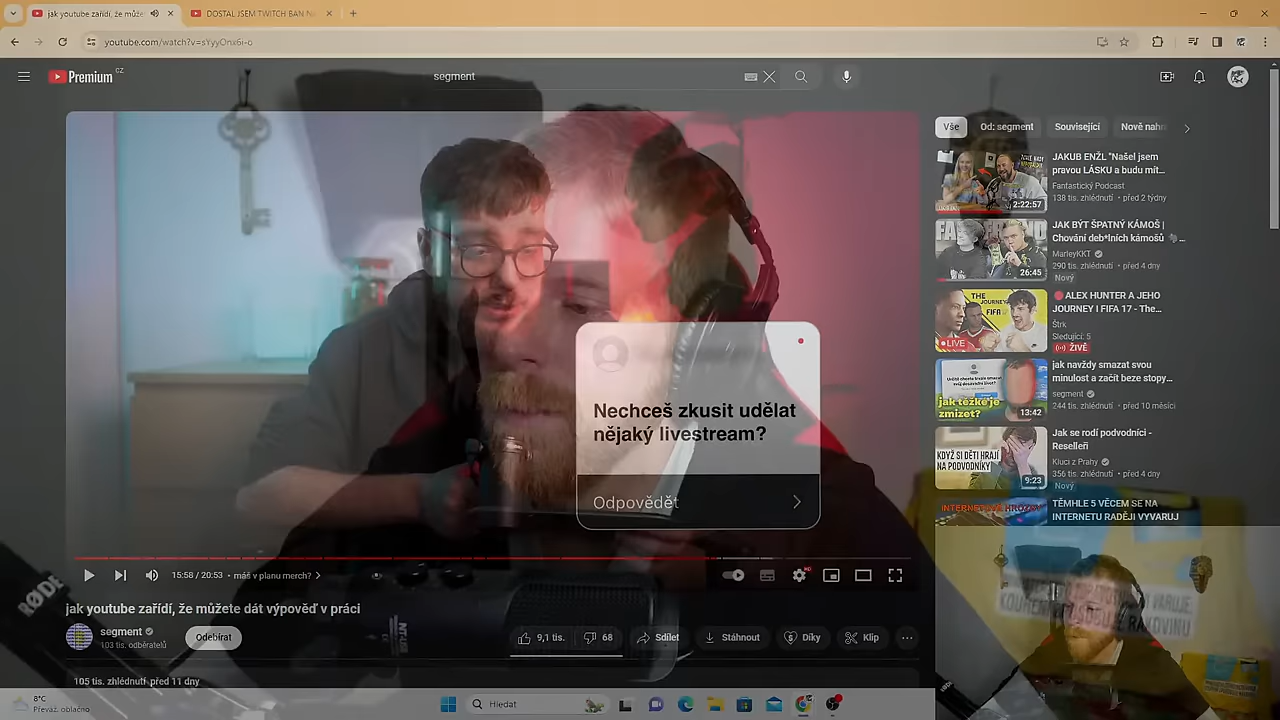 jak youtube zařídí, že může
DOSTAL JSEM TWITCH BAN N
youtube.com/watch?v=sYyyOnx6i-o
Premium CZ
segment
Vše
Od: segment
Související
Nově nahr
JAKUB ENŽL "Našel jsem
pravou LÁSKU a budu mít...
Fantastický Podcast
138 tis. zhlédnutí • před 2 týdny
2:22:57
JAK BÝT ŠPATNÝ KÁMOŠ |
Chování deb*lních kámošů
MarleyKKT
290 tis. zhlédnutí • před 4 dny
Nový
26:45
ALEX HUNTER A JEHO
JOURNEY I FIFA 17 - The...
Štrk
Sledující: 5
ŽIVĚ
THE
JOURNEY
FIFA
LIVE
jak navždy smazat svou
minulost a začít beze stopy...
segment
244 tis. zhlédnutí • před 10 měsíci
jak těžké je
zmizet?
13:42
Jak se rodí podvodníci -
Reselleři
Kluci z Prahy
356 tis. zhlédnutí • před 4 dny
Nový
KDYŽ SI DĚTI HRAJÍ
NA PODVODNÍKY
9:23
TĚMHLE 5 VĚCEM SE NA
INTERNETU RADĚJI VYVARUJ
Nechceš zkusit udělat
nějaký livestream?
Odpovědět
15:58 / 20:53 • máš v planu merch?
jak youtube zařídí, že můžete dát výpověď v práci
segment
103 tis. odběratelů
Odebírat
9,1 tis.
68
Sdílet
Stáhnout
Díky
Klip
105 tis. zhlédnutí před 11 dny
RØDE
8°C
Převáž. oblačno
Hledat